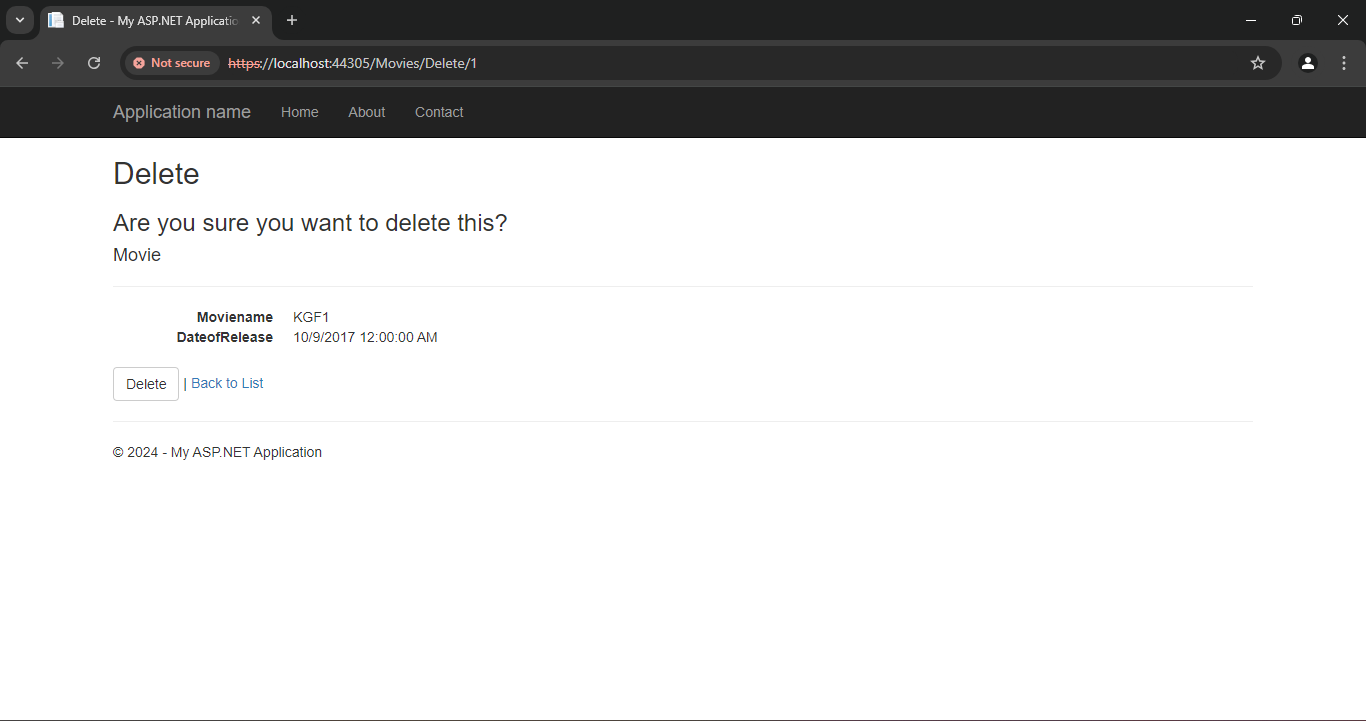 Delete - My ASP.NET Applicatio
Not secure https://localhost:44305/Movies/Delete/1
Application name Home About Contact
Delete
Are you sure you want to delete this?
Movie
Moviename KGF1
DateofRelease 10/9/2017 12:00:00 AM
Delete | Back to List
© 2024 - My ASP.NET Application